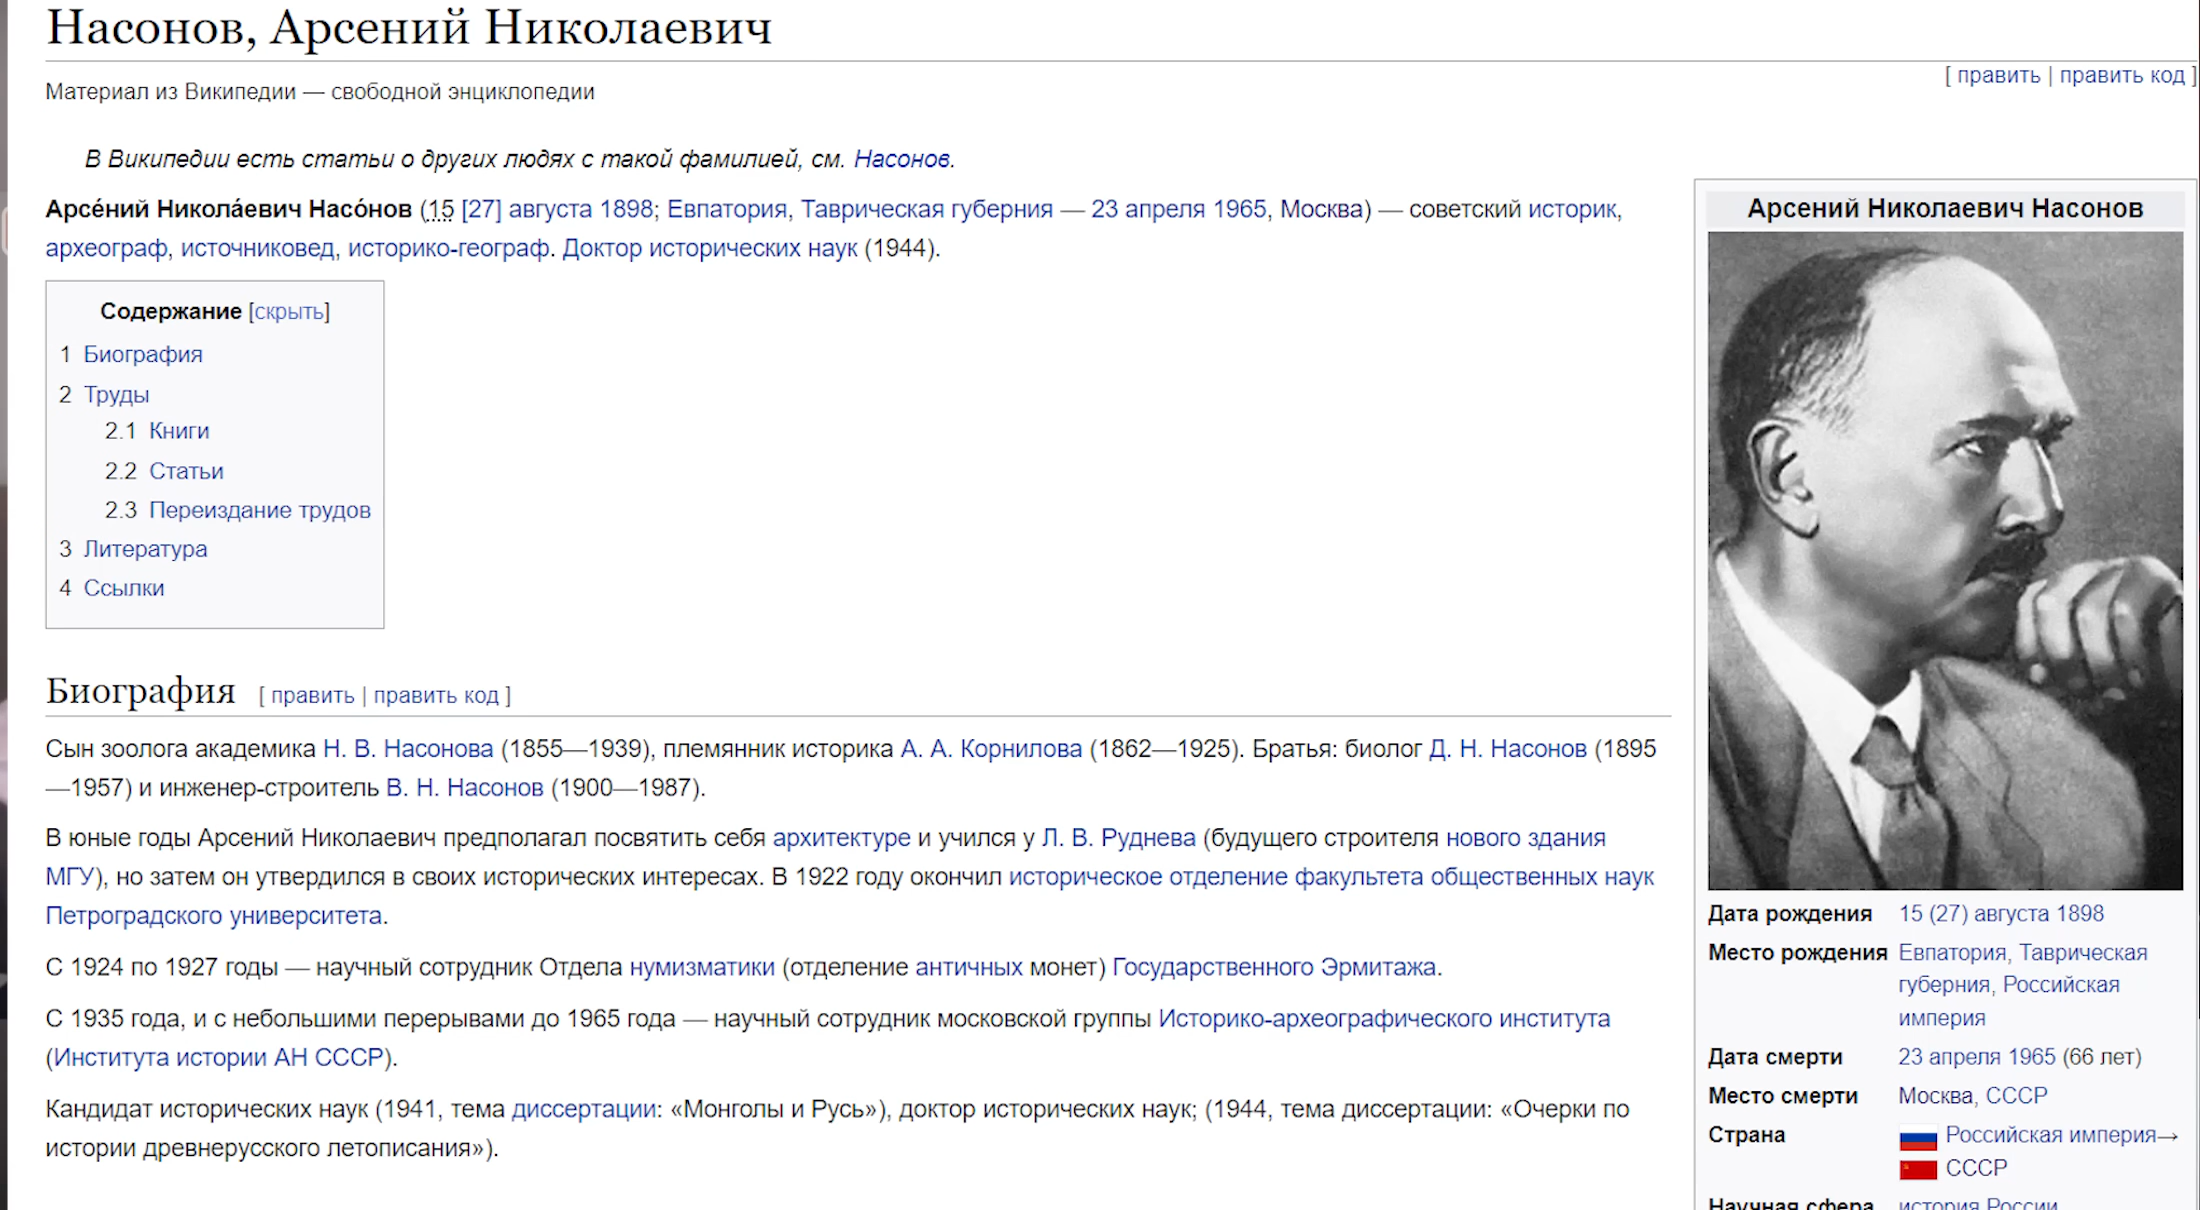 Насонов, Арсений Николаевич
[ править | править код ]
Материал из Википедии — свободной энциклопедии
В Википедии есть статьи о других людях с такой фамилией, см. Насонов.
Арсе́ний Никола́евич Насо́нов (15 [27] августа 1898; Евпатория, Таврическая губерния — 23 апреля 1965, Москва) — советский историк,
археограф, источниковед, историко-географ. Доктор исторических наук (1944).
Содержание [скрыть]
1 Биография
2 Труды
2.1 Книги
2.2 Статьи
2.3 Переиздание трудов
3 Литература
4 Ссылки
Биография [ править | править код ]
Сын зоолога академика Н. В. Насонова (1855—1939), племянник историка А. А. Корнилова (1862—1925). Братья: биолог Д. Н. Насонов (1895
—1957) и инженер-строитель В. Н. Насонов (1900—1987).
В юные годы Арсений Николаевич предполагал посвятить себя архитектуре и учился у Л. В. Руднева (будущего строителя нового здания
МГУ), но затем он утвердился в своих исторических интересах. В 1922 году окончил историческое отделение факультета общественных наук
Петроградского университета.
С 1924 по 1927 годы — научный сотрудник Отдела нумизматики (отделение античных монет) Государственного Эрмитажа.
С 1935 года, и с небольшими перерывами до 1965 года — научный сотрудник московской группы Историко-археографического института
(Института истории АН СССР).
Кандидат исторических наук (1941, тема диссертации: «Монголы и Русь»), доктор исторических наук; (1944, тема диссертации: «Очерки по
истории древнерусского летописания»).
Арсений Николаевич Насонов
Дата рождения 15 (27) августа 1898
Место рождения Евпатория, Таврическая
губерния, Российская
империя
Дата смерти 23 апреля 1965 (66 лет)
Место смерти Москва, СССР
Страна Российская империя→
СССР
Научная сфера история России